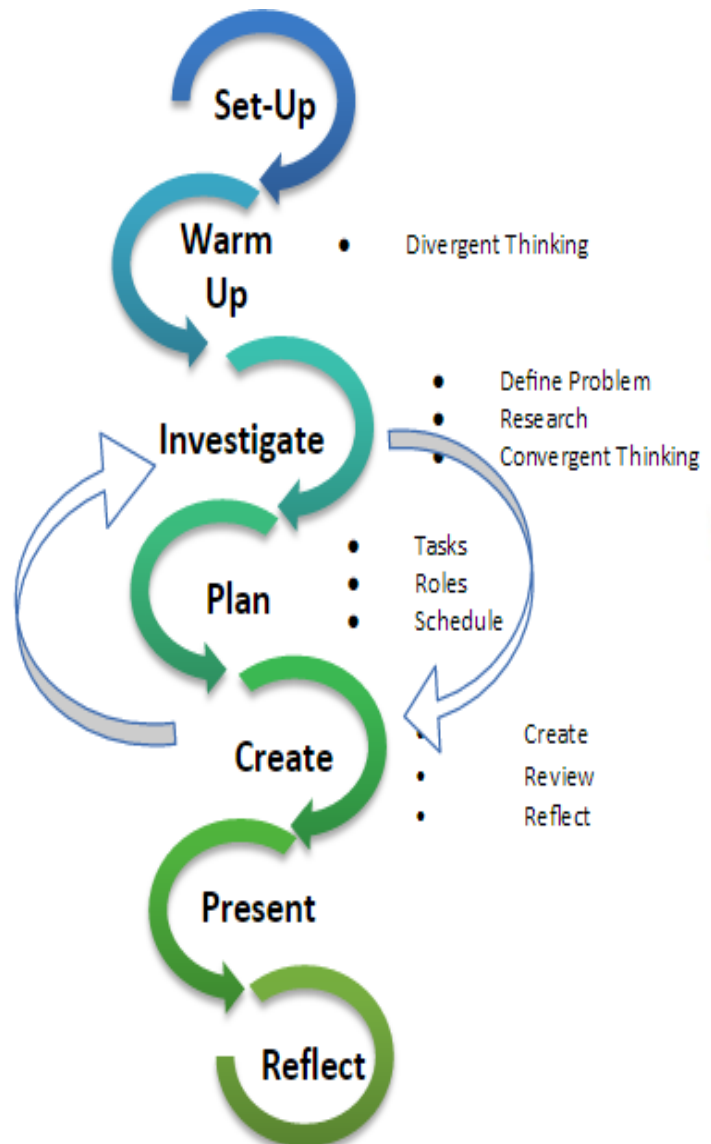 Set-Up
Warm
Up
• Divergent Thinking
Investigate
• Define Problem
• Research
• Convergent Thinking
Plan
• Tasks
• Roles
• Schedule
Create
• Create
• Review
• Reflect
Present
Reflect